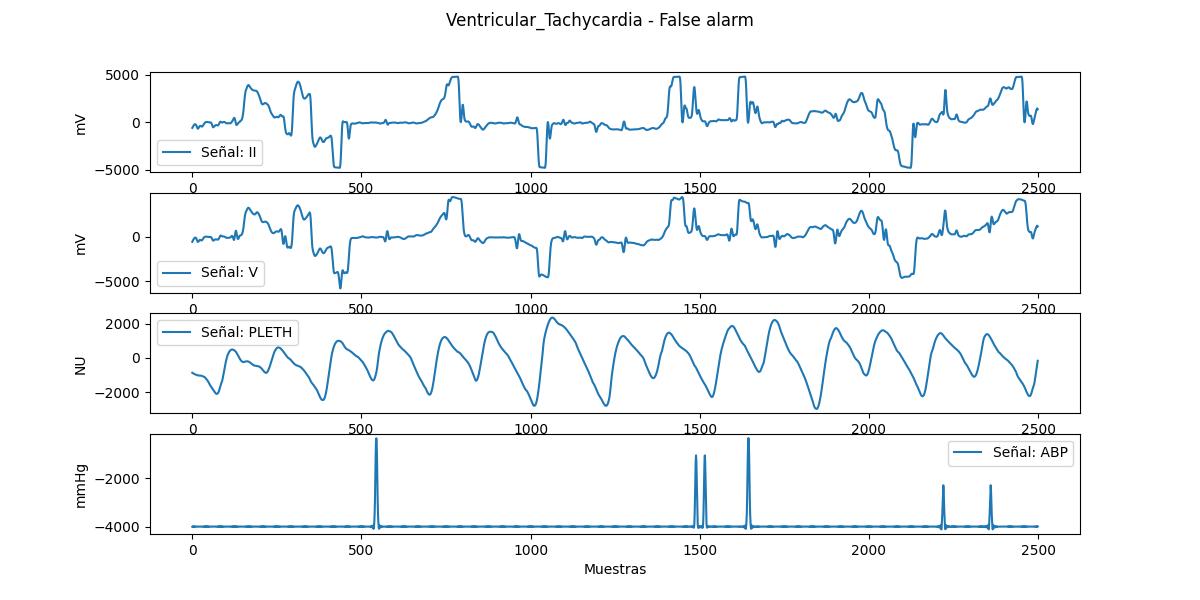 Ventricular_Tachycardia - False alarm
5000
0
−5000
mV
Señal: II
0 500 1000 1500 2000 2500
0
−5000
mV
Señal: V
0 500 1000 1500 2000 2500
2000
0
−2000
NU
Señal: PLETH
0 500 1000 1500 2000 2500
−2000
−4000
mmHg
Señal: ABP
0 500 1000 1500 2000 2500
Muestras